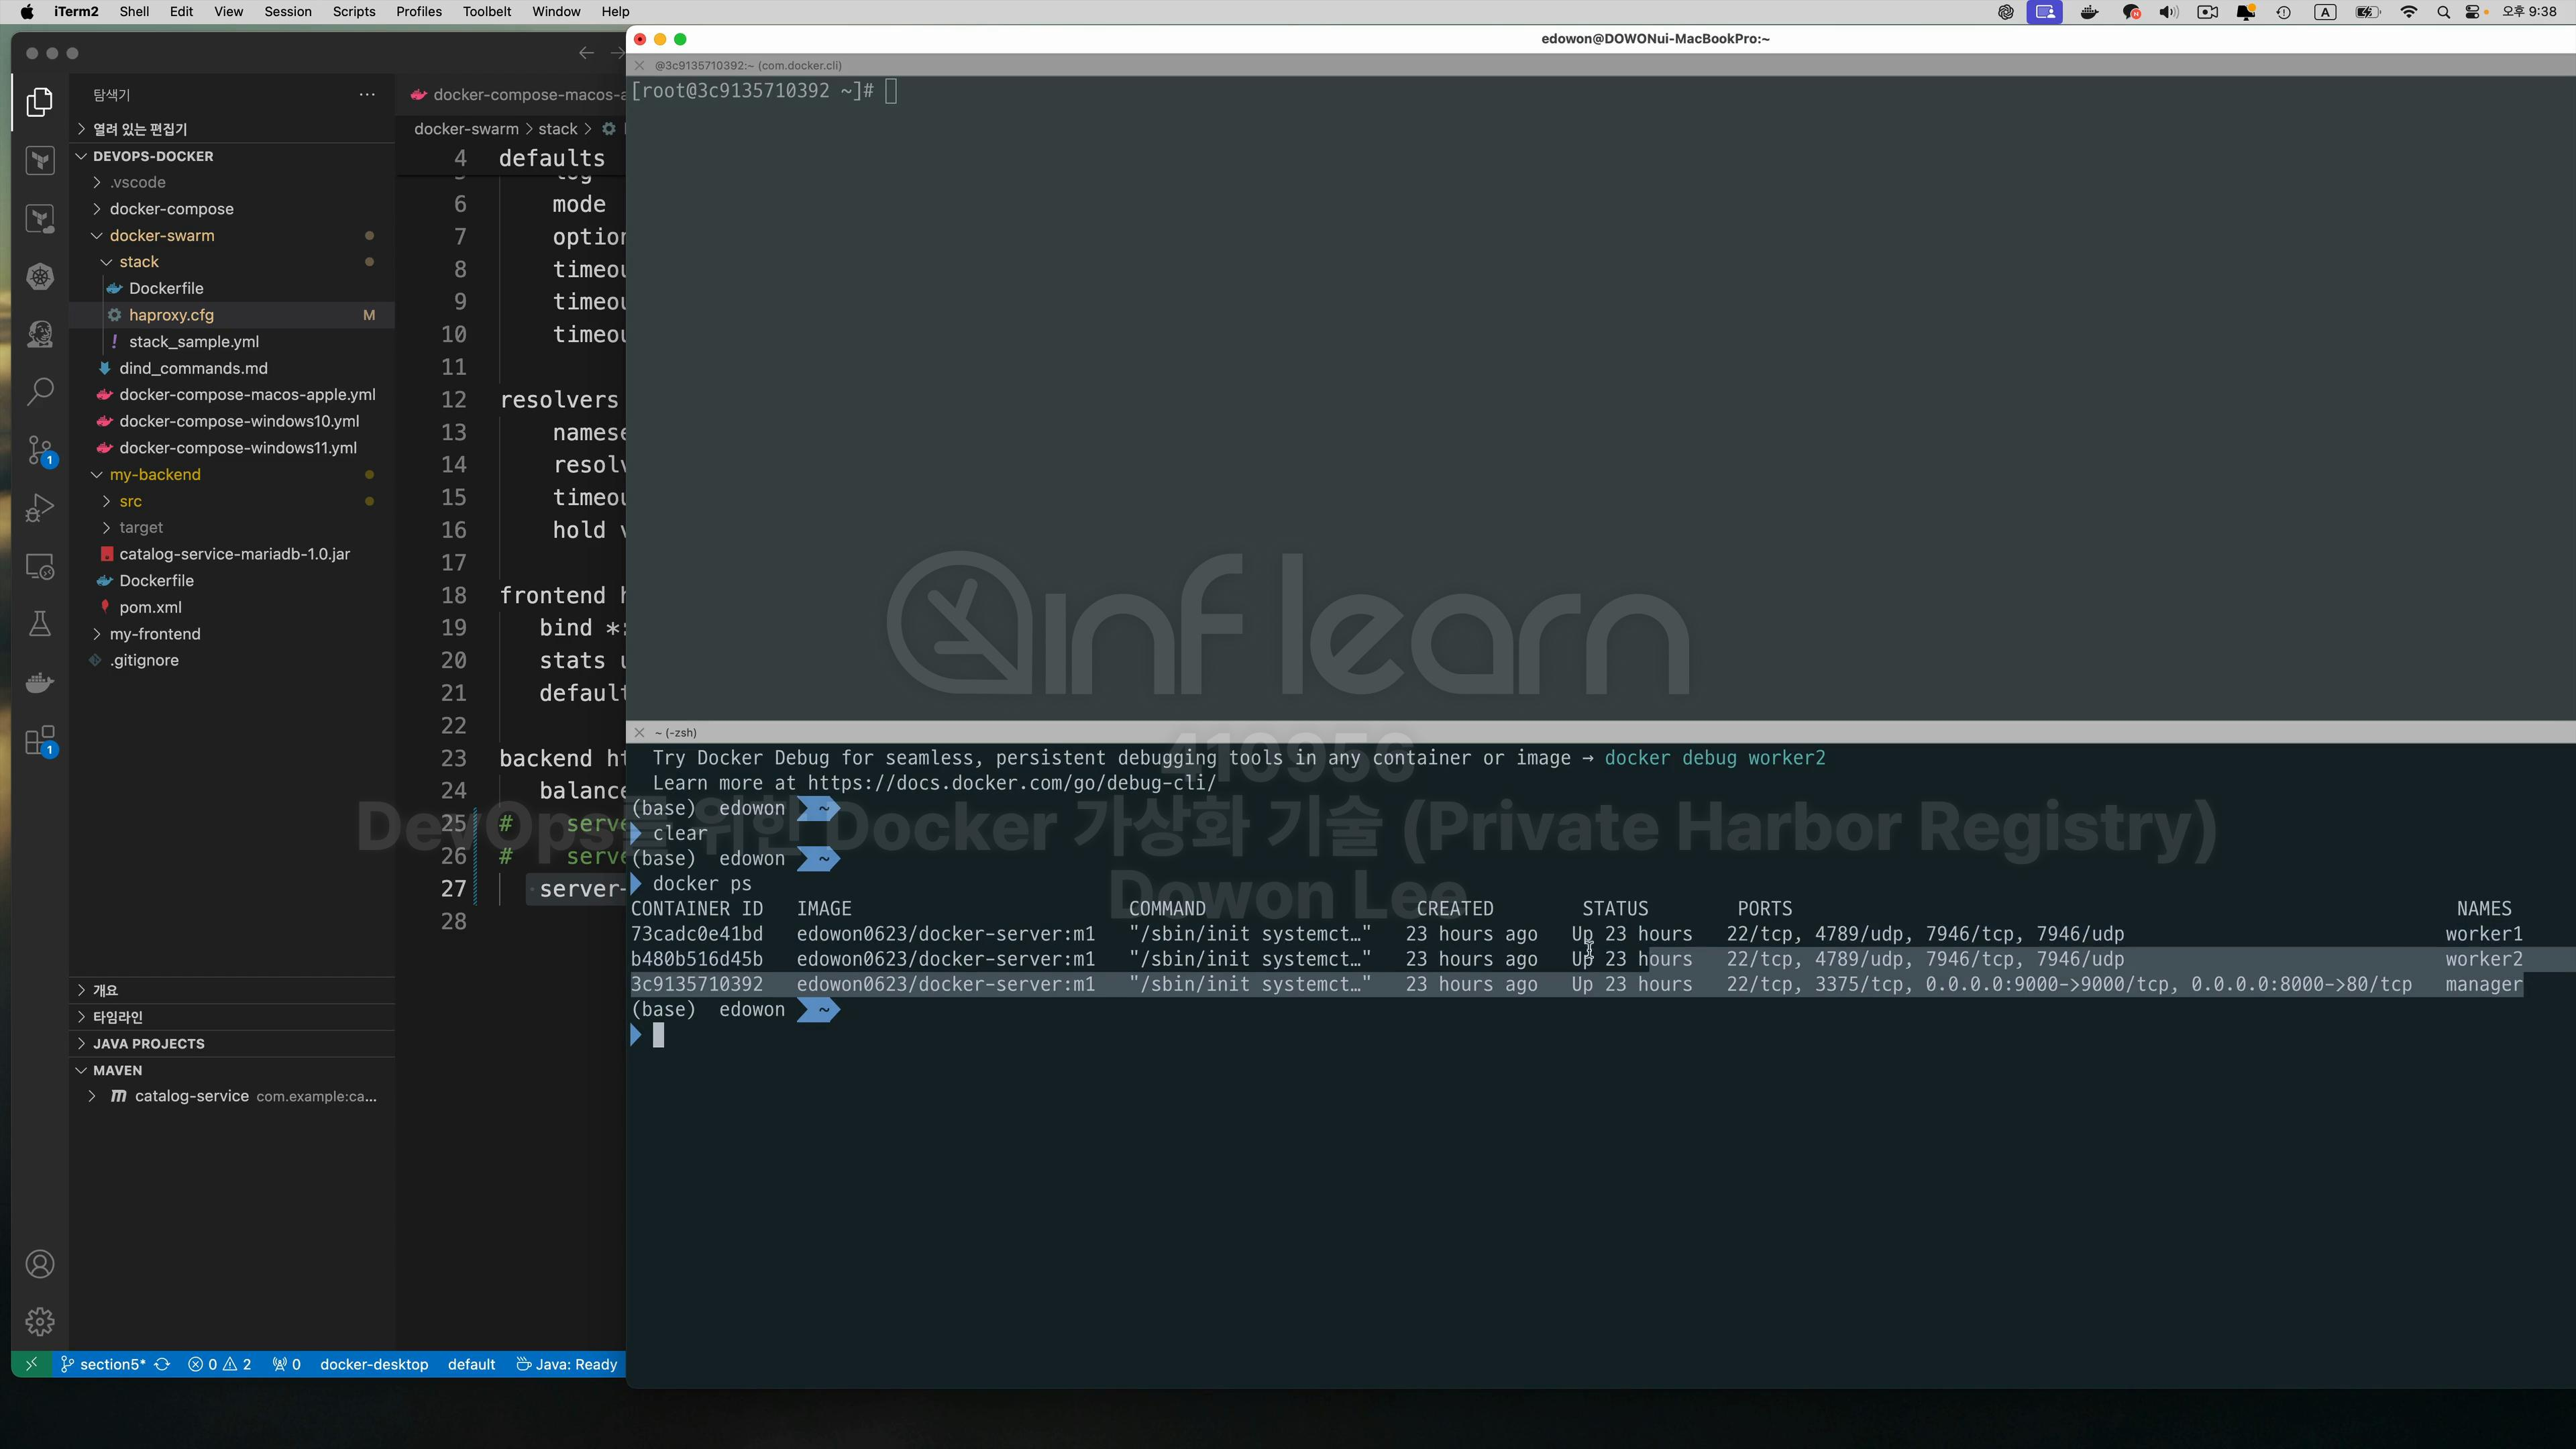 iTerm2 Shell Edit View Session Scripts Profiles Toolbelt Window Help
A 오후 9:38
edowon@DOWONui-MacBookPro:~
@3c9135710392:~ (com.docker.cli)
[root@3c9135710392 ~]#
탐색기
열려 있는 편집기
DEVOPS-DOCKER
.vscode
docker-compose
docker-swarm
stack
Dockerfile
haproxy.cfg M
stack_sample.yml
dind_commands.md
docker-compose-macos-apple.yml
docker-compose-windows10.yml
docker-compose-windows11.yml
my-backend
src
target
catalog-service-mariadb-1.0.jar
Dockerfile
pom.xml
my-frontend
.gitignore
개요
타임라인
JAVA PROJECTS
MAVEN
catalog-service com.example:ca...
1
1
docker-compose-macos-a
docker-swarm > stack >
4 defaults
6 mode
7 option
8 timeou
9 timeou
10 timeou
11
12 resolvers
13 namese
14 resolv
15 timeou
16 hold v
17
18 frontend h
19 bind *:
20 stats u
21 default
22
23 backend ht
24 balance
25 # serve
26 # serve
27 server-
28
inflearn
410956
DevOps를 위한 Docker 가상화 기술 (Private Harbor Registry)
Dowon Lee
~ (-zsh)
Try Docker Debug for seamless, persistent debugging tools in any container or image → docker debug worker2
Learn more at https://docs.docker.com/go/debug-cli/
(base) edowon ~
clear
(base) edowon ~
docker ps
CONTAINER ID IMAGE COMMAND CREATED STATUS PORTS NAMES
73cadc0e41bd edowon0623/docker-server:m1 "/sbin/init systemct…" 23 hours ago Up 23 hours 22/tcp, 4789/udp, 7946/tcp, 7946/udp worker1
b480b516d45b edowon0623/docker-server:m1 "/sbin/init systemct…" 23 hours ago Up 23 hours 22/tcp, 4789/udp, 7946/tcp, 7946/udp worker2
3c9135710392 edowon0623/docker-server:m1 "/sbin/init systemct…" 23 hours ago Up 23 hours 22/tcp, 3375/tcp, 0.0.0.0:9000->9000/tcp, 0.0.0.0:8000->80/tcp manager
(base) edowon ~
section5* 0 2 0 docker-desktop default Java: Ready